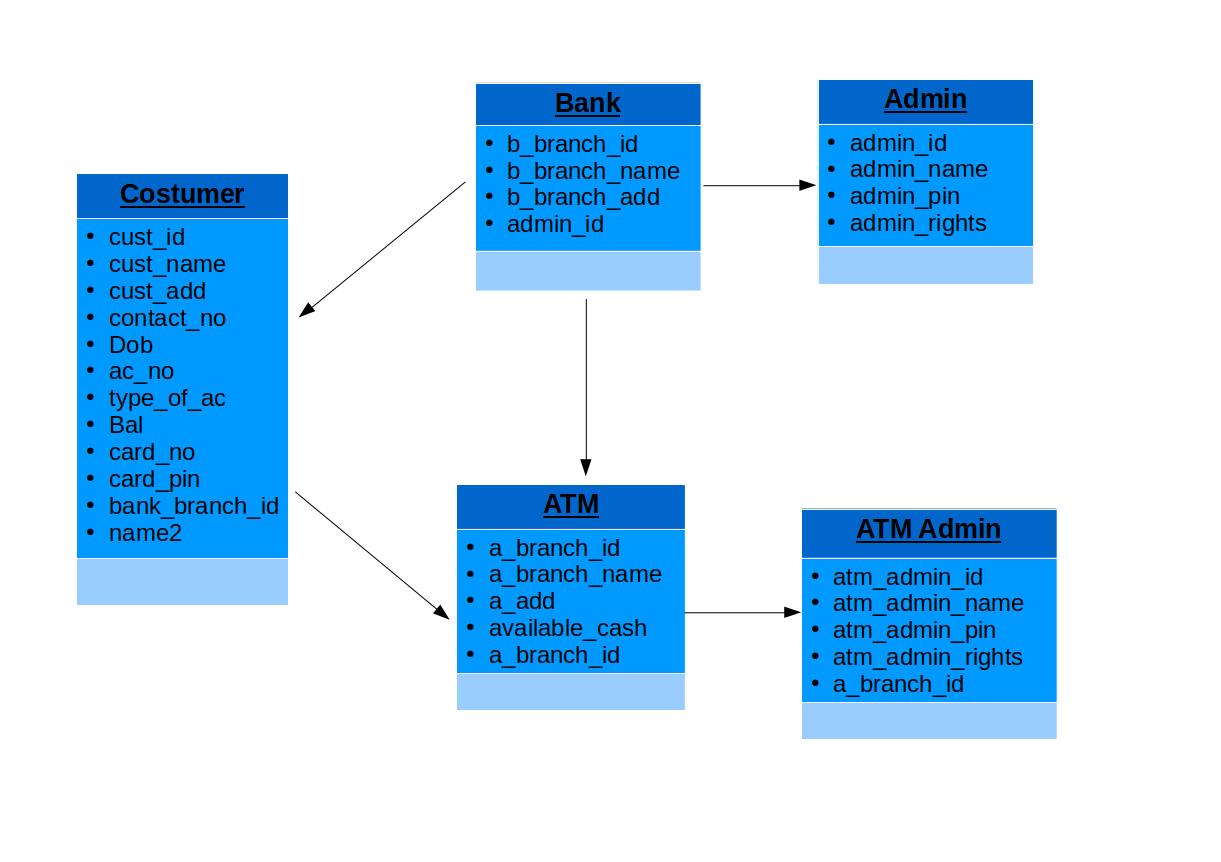 Bank
b_branch_id
b_branch_name
b_branch_add
admin_id
Admin
admin_id
admin_name
admin_pin
admin_rights
Costumer
cust_id
cust_name
cust_add
contact_no
Dob
ac_no
type_of_ac
Bal
card_no
card_pin
bank_branch_id
name2
ATM
a_branch_id
a_branch_name
a_add
available_cash
a_branch_id
ATM Admin
atm_admin_id
atm_admin_name
atm_admin_pin
atm_admin_rights
a_branch_id